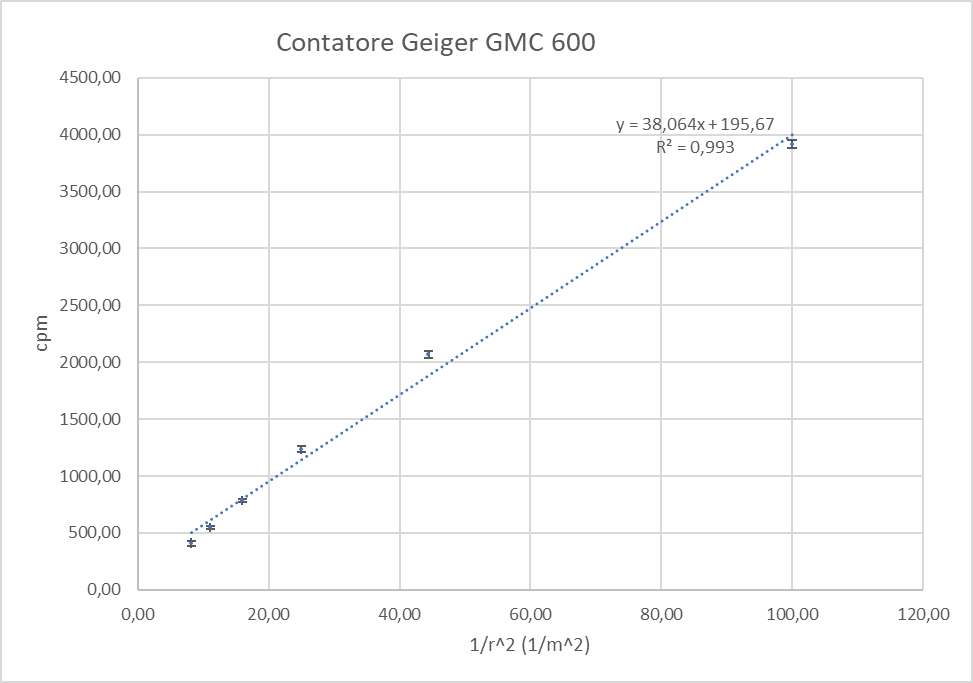 Contatore Geiger GMC 600
4500,00
4000,00
3500,00
3000,00
2500,00
2000,00
1500,00
1000,00
500,00
0,00
cpm
y = 38,064x + 195,67
R² = 0,993
0,00 20,00 40,00 60,00 80,00 100,00 120,00
1/r^2 (1/m^2)